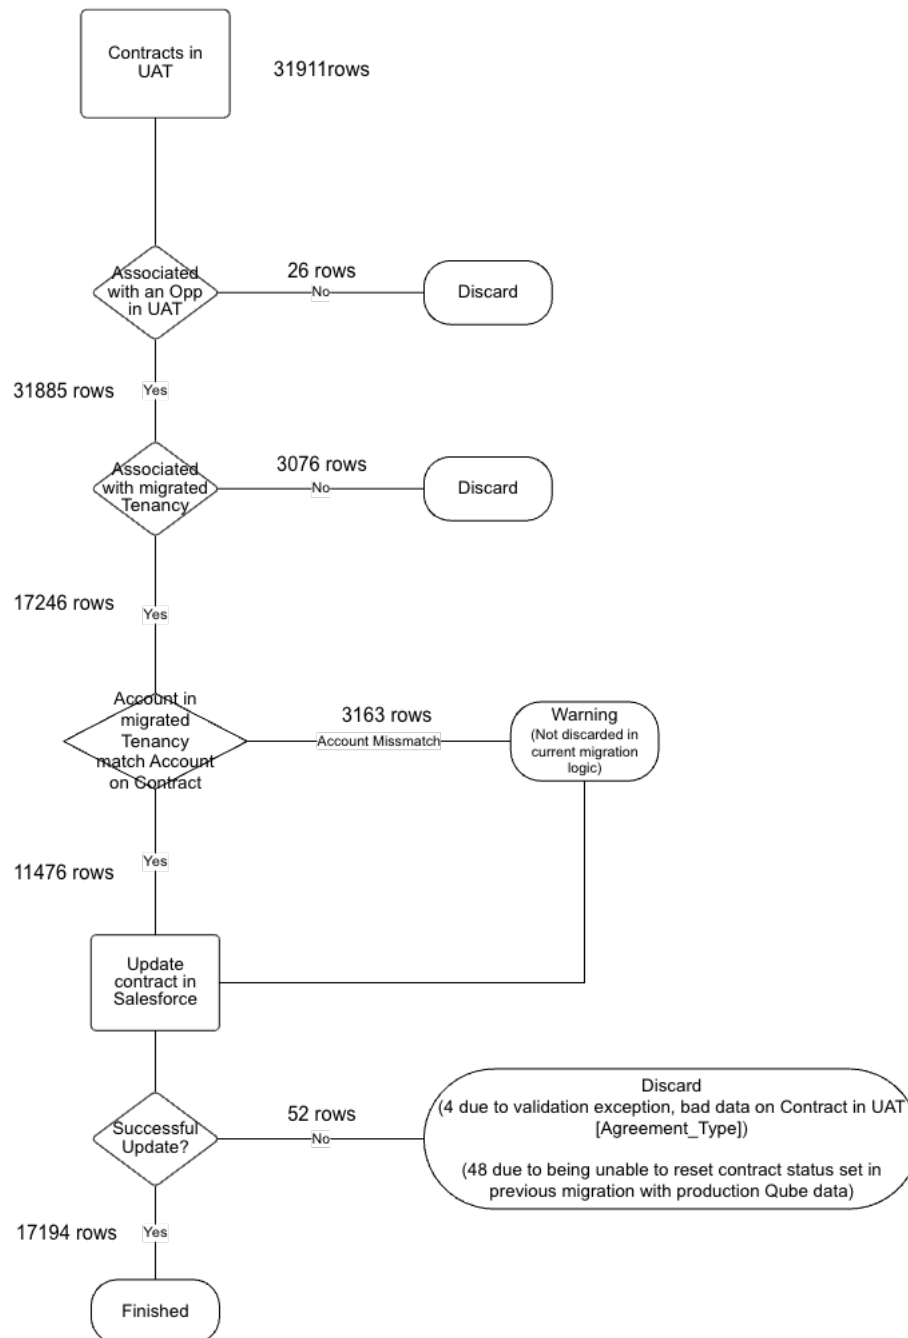 Contracts in
UAT
31911rows
Associated
with an Opp
in UAT
26 rows
No
Discard
31885 rows
Yes
Associated
with migrated
Tenancy
3076 rows
No
Discard
17246 rows
Yes
Account in
migrated
Tenancy
match Account
on Contract
3163 rows
Account Missmatch
Warning
(Not discarded in
current migration
logic)
11476 rows
Yes
Update
contract in
Salesforce
Successful
Update?
52 rows
No
Discard
(4 due to validation exception, bad data on Contract in UAT
[Agreement_Type])
(48 due to being unable to reset contract status set in
previous migration with production Qube data)
17194 rows
Yes
Finished